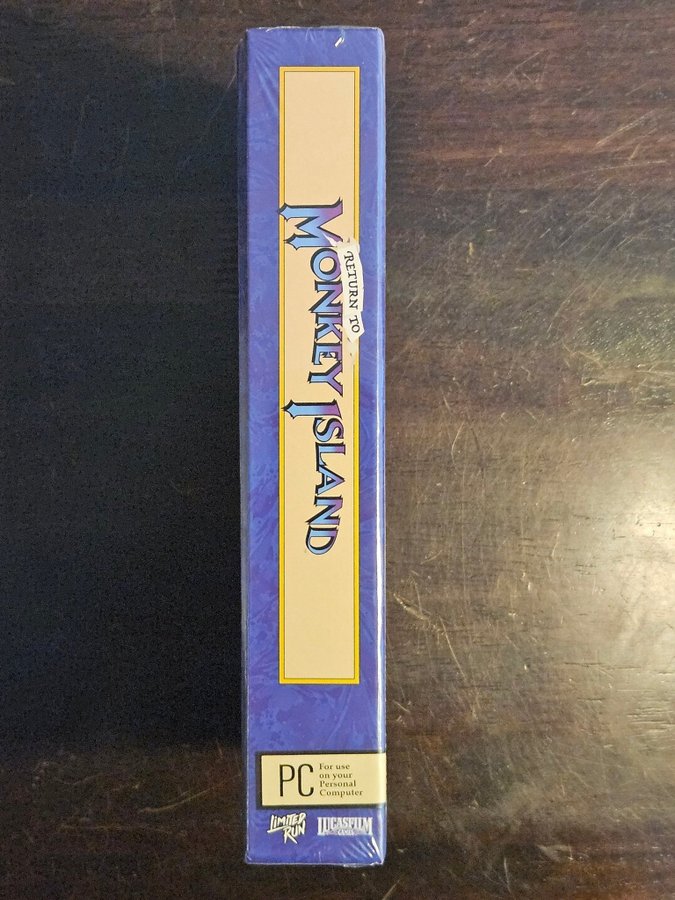 RETURN TO
MONKEY ISLAND
PC
For use
on your
Personal
Computer
LIMITED
RUN
LUCASFILM
GAMES